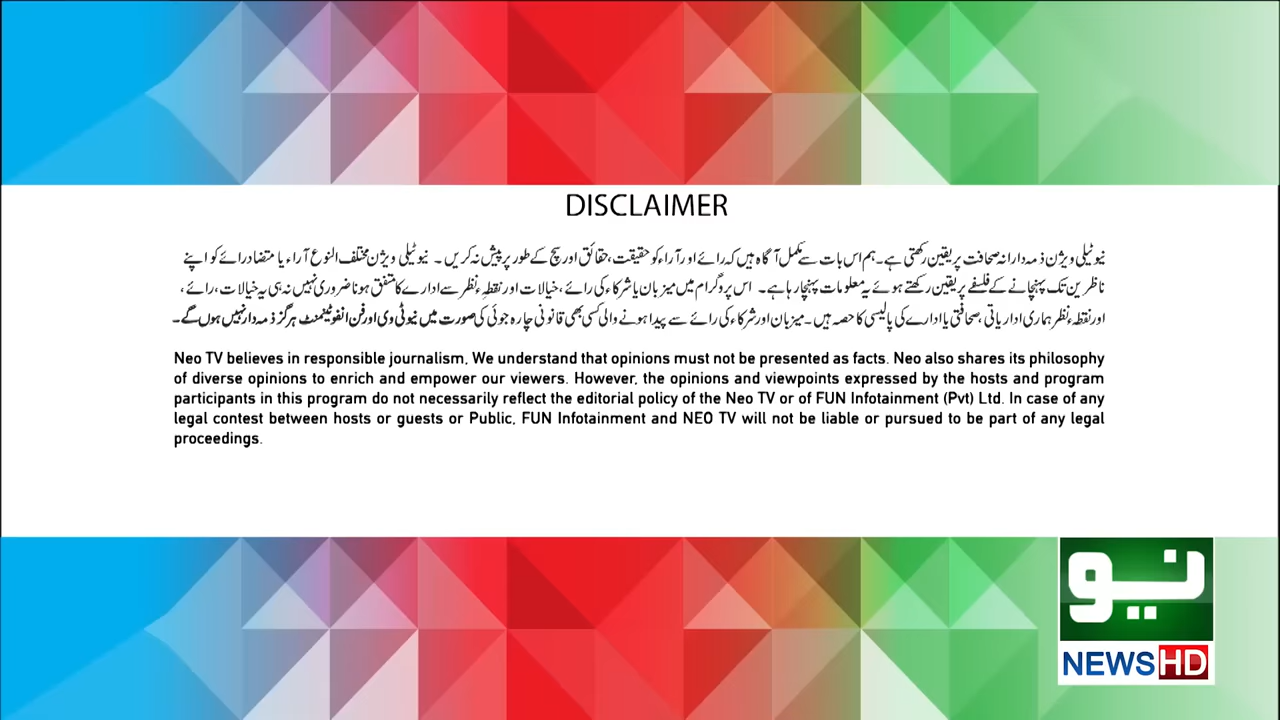 DISCLAIMER
نیو ٹیلی ویژن ذمہ دارانہ صحافت پر یقین رکھتی ہے۔ ہم اس بات سے مکمل آگاہ ہیں کہ رائے اور آراء کو حقیقت، حقائق اور سچ کے طور پر پیش نہ کریں ۔ نیو ٹیلی ویژن مختلف النوع آراء یا متضاد رائے کو اپنے
ناظرین تک پہنچانے کے فلسفے پر یقین رکھتے ہوئے یہ معلومات پہنچا رہا ہے۔ اس پروگرام میں میزبان یا شرکاء کی رائے، خیالات اور نقطہءِ نظر سے ادارے کا متفق ہونا ضروری نہیں نہ ہی یہ خیالات، رائے،
اور نقطہءِ نظر ہماری ادارتی، صحافتی یا ادارے کی پالیسی کا حصہ ہیں۔ میزبان اور شرکاء کی رائے سے پیدا ہونے والی کسی بھی قانونی چارہ جوئی کی صورت میں نیو ٹی وی اور فن انفوٹینمنٹ ہرگز ذمہ دار نہیں ہوں گے۔
Neo TV believes in responsible journalism, We understand that opinions must not be presented as facts. Neo also shares its philosophy
of diverse opinions to enrich and empower our viewers. However, the opinions and viewpoints expressed by the hosts and program
participants in this program do not necessarily reflect the editorial policy of the Neo TV or of FUN Infotainment (Pvt) Ltd. In case of any
legal contest between hosts or guests or Public, FUN Infotainment and NEO TV will not be liable or pursued to be part of any legal
proceedings.
نیو
NEWS HD